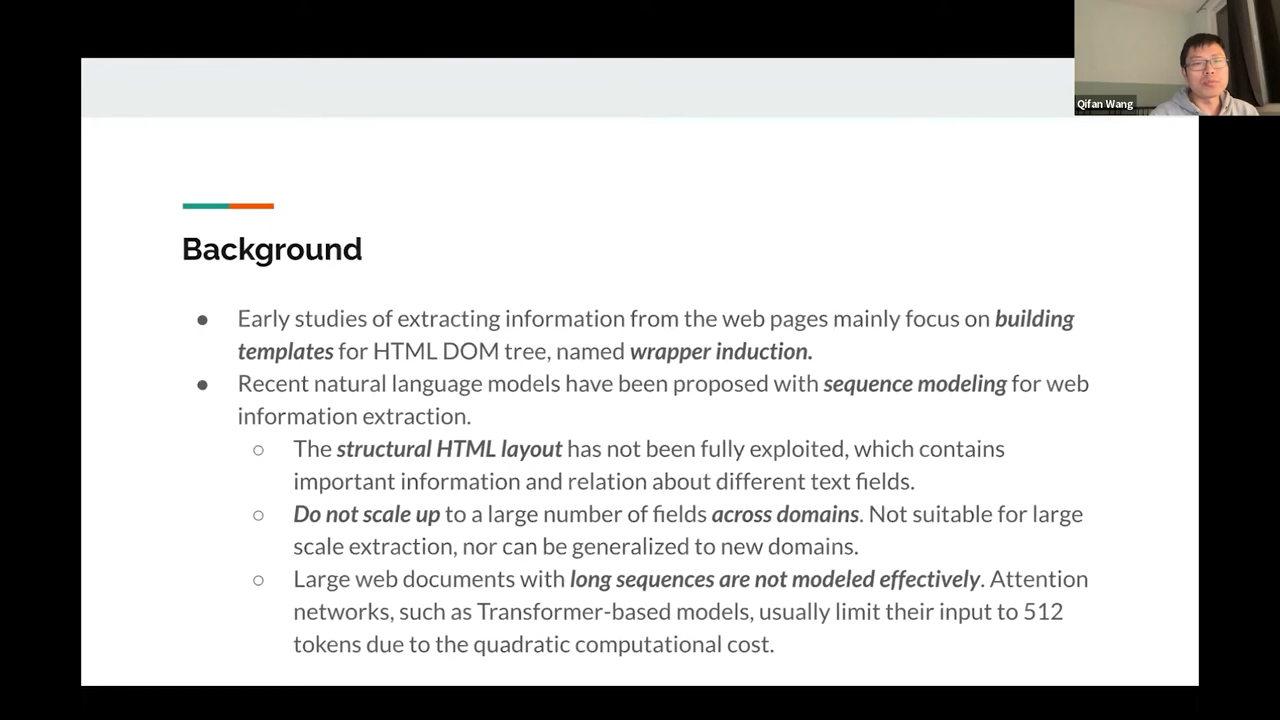 Qifan Wang
Background
● Early studies of extracting information from the web pages mainly focus on building
templates for HTML DOM tree, named wrapper induction.
● Recent natural language models have been proposed with sequence modeling for web
information extraction.
○ The structural HTML layout has not been fully exploited, which contains
important information and relation about different text fields.
○ Do not scale up to a large number of fields across domains. Not suitable for large
scale extraction, nor can be generalized to new domains.
○ Large web documents with long sequences are not modeled effectively. Attention
networks, such as Transformer-based models, usually limit their input to 512
tokens due to the quadratic computational cost.